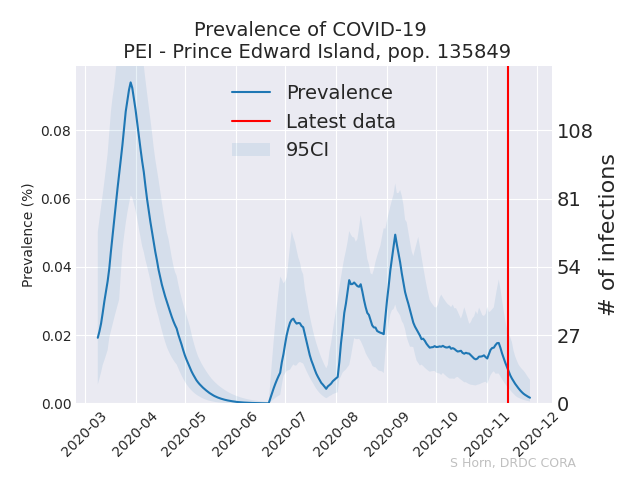 Prevalence of COVID-19
PEI - Prince Edward Island, pop. 135849
Prevalence
Latest data
95CI
Prevalence (%)
0.08
0.06
0.04
0.02
0.00
108
81
54
27
0
# of infections
2020-03
2020-04
2020-05
2020-06
2020-07
2020-08
2020-09
2020-10
2020-11
2020-12
S Horn, DRDC CORA